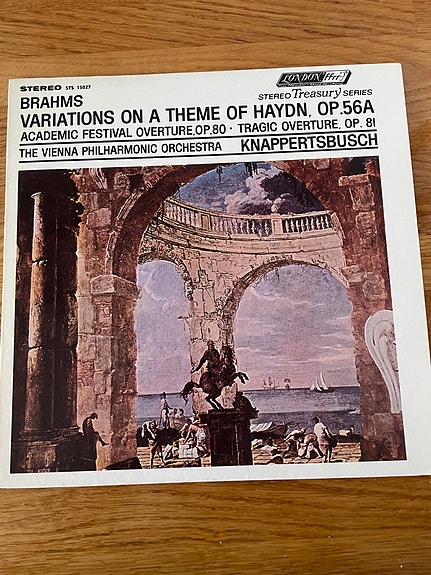 STEREO STS 15027
LONDON ffrr
STEREO Treasury SERIES
BRAHMS
VARIATIONS ON A THEME OF HAYDN, OP.56A
ACADEMIC FESTIVAL OVERTURE,OP.80 · TRAGIC OVERTURE, OP. 81
THE VIENNA PHILHARMONIC ORCHESTRA KNAPPERTSBUSCH